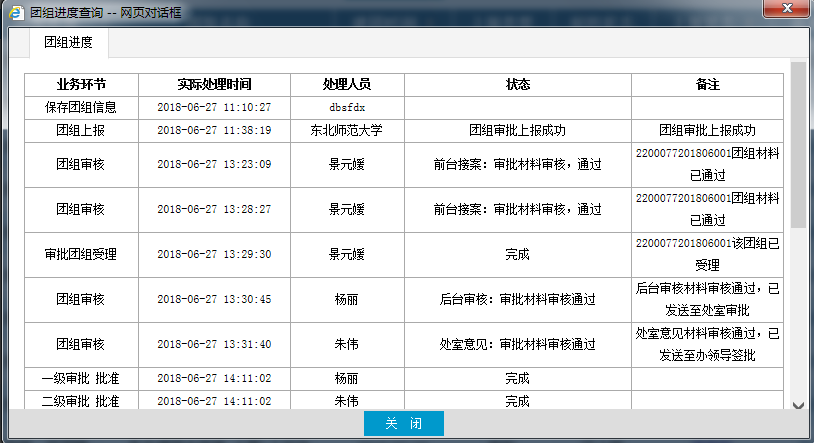 团组进度查询 -- 网页对话框
团组进度
业务环节 实际处理时间 处理人员 状态 备注
保存团组信息 2018-06-27 11:10:27 dbsfdx
团组上报 2018-06-27 11:38:19 东北师范大学 团组审批上报成功 团组审批上报成功
团组审核 2018-06-27 13:23:09 景元媛 前台接案：审批材料审核，通过 2200077201806001团组材料
已通过
团组审核 2018-06-27 13:28:27 景元媛 前台接案：审批材料审核，通过 2200077201806001团组材料
已通过
审批团组受理 2018-06-27 13:29:30 景元媛 完成 2200077201806001该团组已
受理
团组审核 2018-06-27 13:30:45 杨丽 后台审核：审批材料审核通过 后台审核材料审核通过，已
发送至处室审批
团组审核 2018-06-27 13:31:40 朱伟 处室意见：审批材料审核通过 处室意见材料审核通过，已
发送至办领导签批
一级审批 批准 2018-06-27 14:11:02 杨丽 完成
二级审批 批准 2018-06-27 14:11:02 朱伟 完成
关 闭